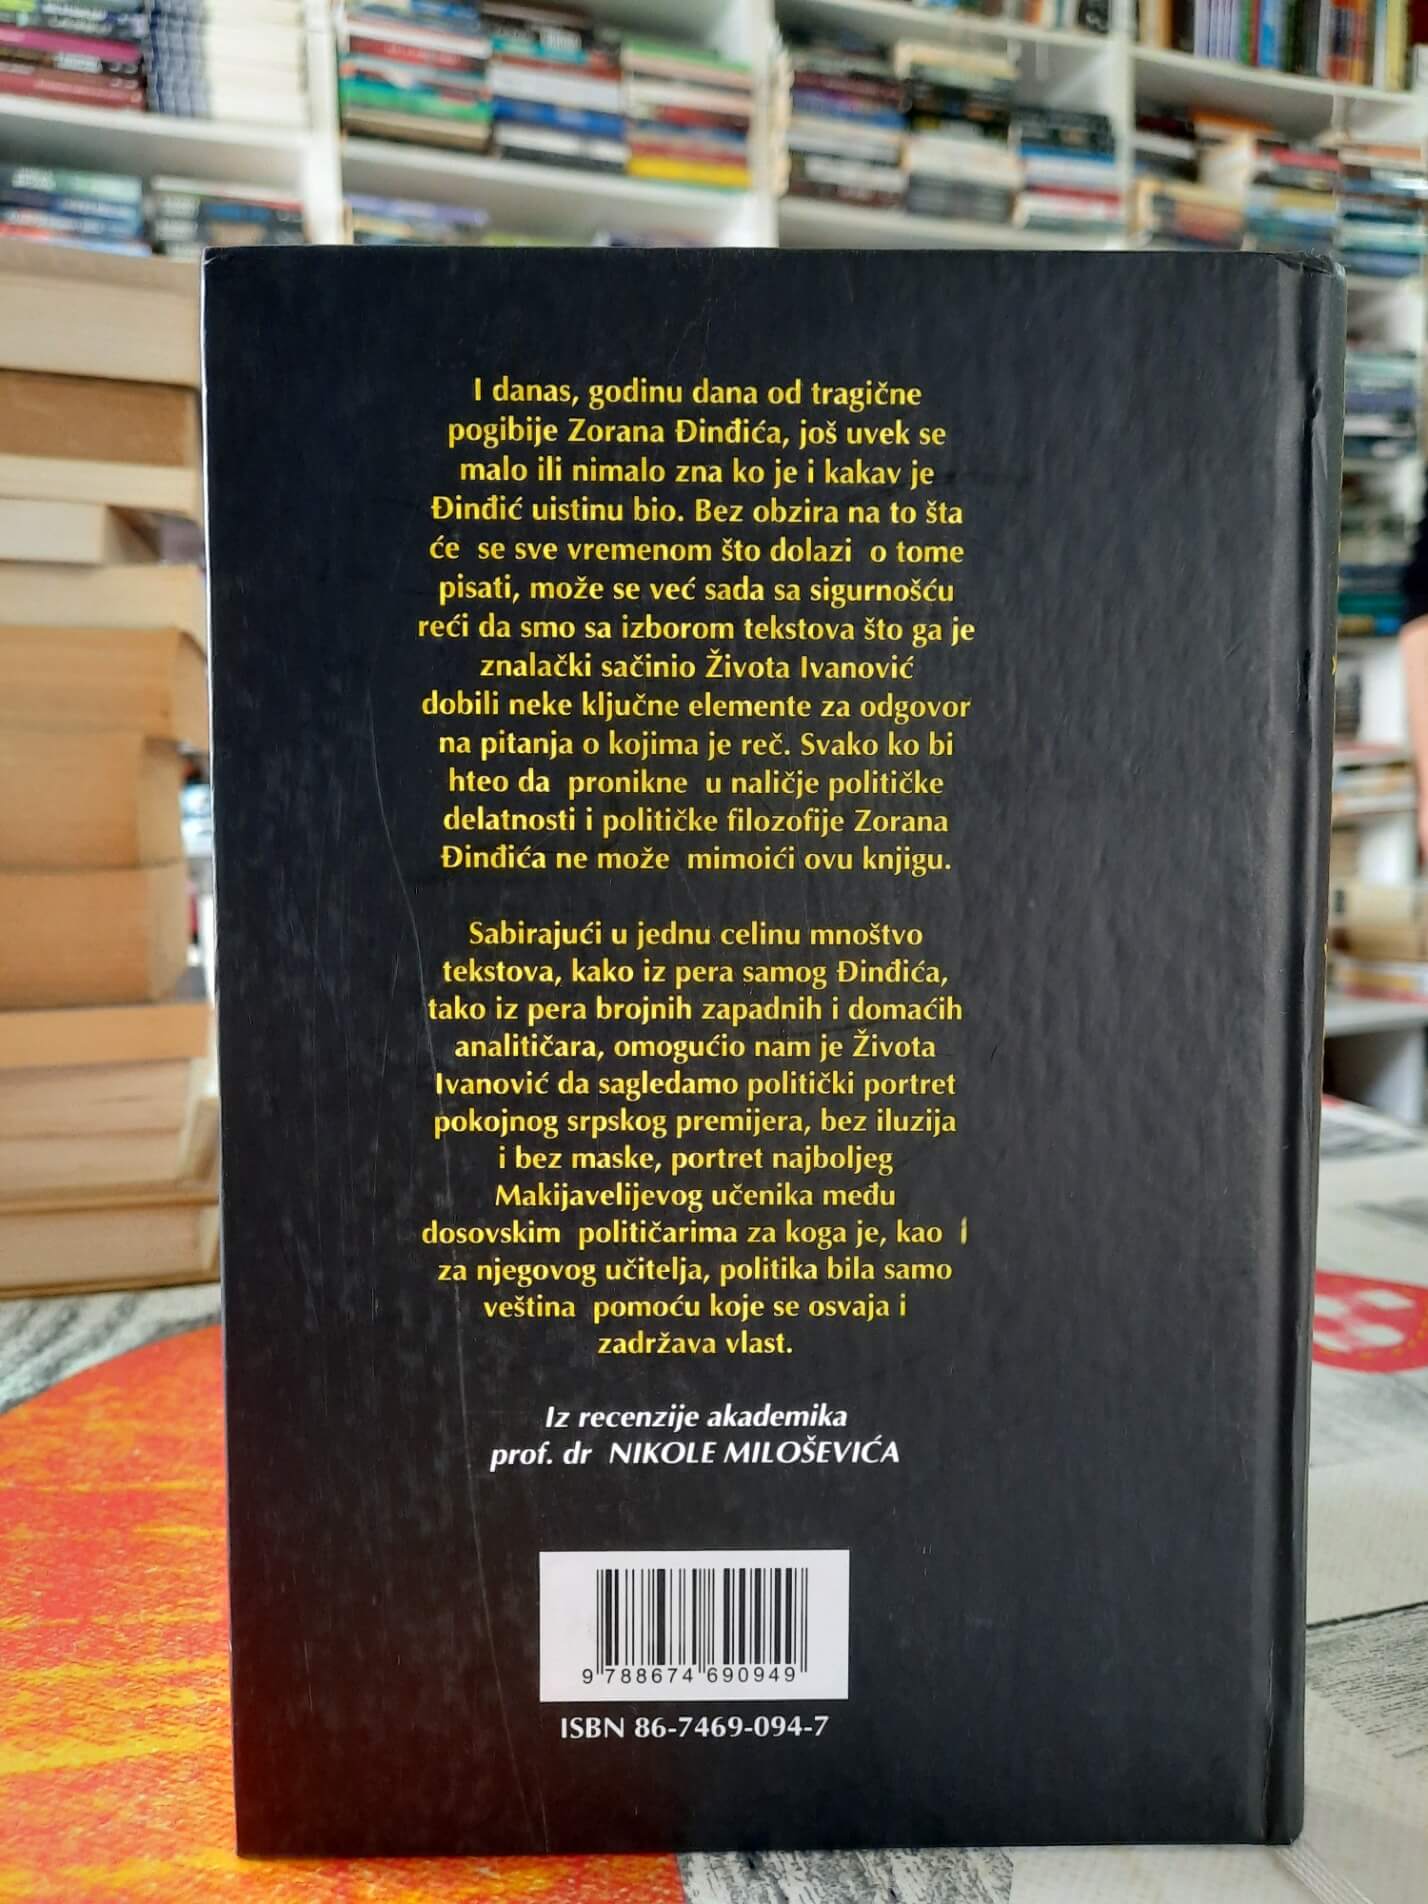 I danas, godinu dana od tragične
pogibije Zorana Đinđića, još uvek se
malo ili nimalo zna ko je i kakav je
Đinđić uistinu bio. Bez obzira na to šta
će se sve vremenom što dolazi o tome
pisati, može se već sada sa sigurnošću
reći da smo sa izborom tekstova što ga je
znalački sačinio Života Ivanović
dobili neke ključne elemente za odgovor
na pitanja o kojima je reč. Svako ko bi
hteo da pronikne u naličje političke
delatnosti i političke filozofije Zorana
Đinđića ne može mimoići ovu knjigu.
Sabirajući u jednu celinu mnoštvo
tekstova, kako iz pera samog Đinđića,
tako iz pera brojnih zapadnih i domaćih
analitičara, omogućio nam je Života
Ivanović da sagledamo politički portret
pokojnog srpskog premijera, bez iluzija
i bez maske, portret najboljeg
Makijavelijevog učenika među
dosovskim političarima za koga je, kao i
za njegovog učitelja, politika bila samo
veština pomoću koje se osvaja i
zadržava vlast.
Iz recenzije akademika
prof. dr NIKOLE MILOŠEVIĆA
9 788674 690949
ISBN 86-7469-094-7